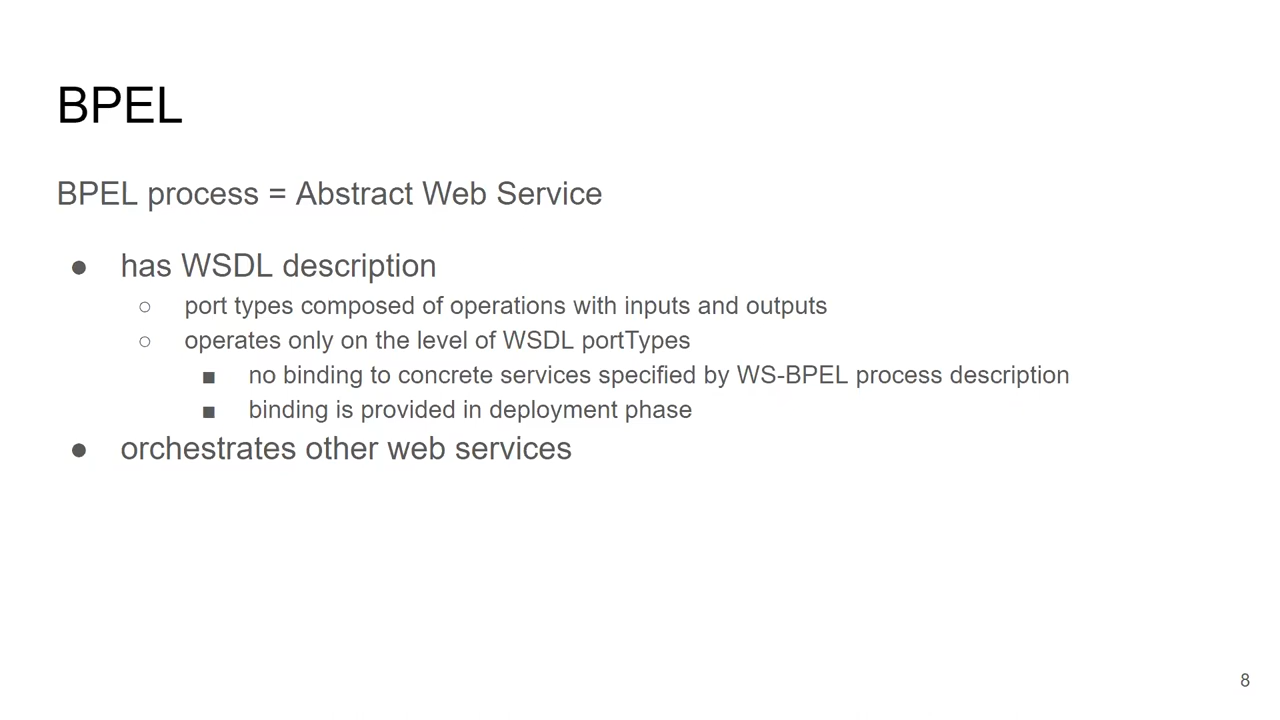 BPEL
BPEL process = Abstract Web Service
● has WSDL description
○ port types composed of operations with inputs and outputs
○ operates only on the level of WSDL portTypes
■ no binding to concrete services specified by WS-BPEL process description
■ binding is provided in deployment phase
● orchestrates other web services
8